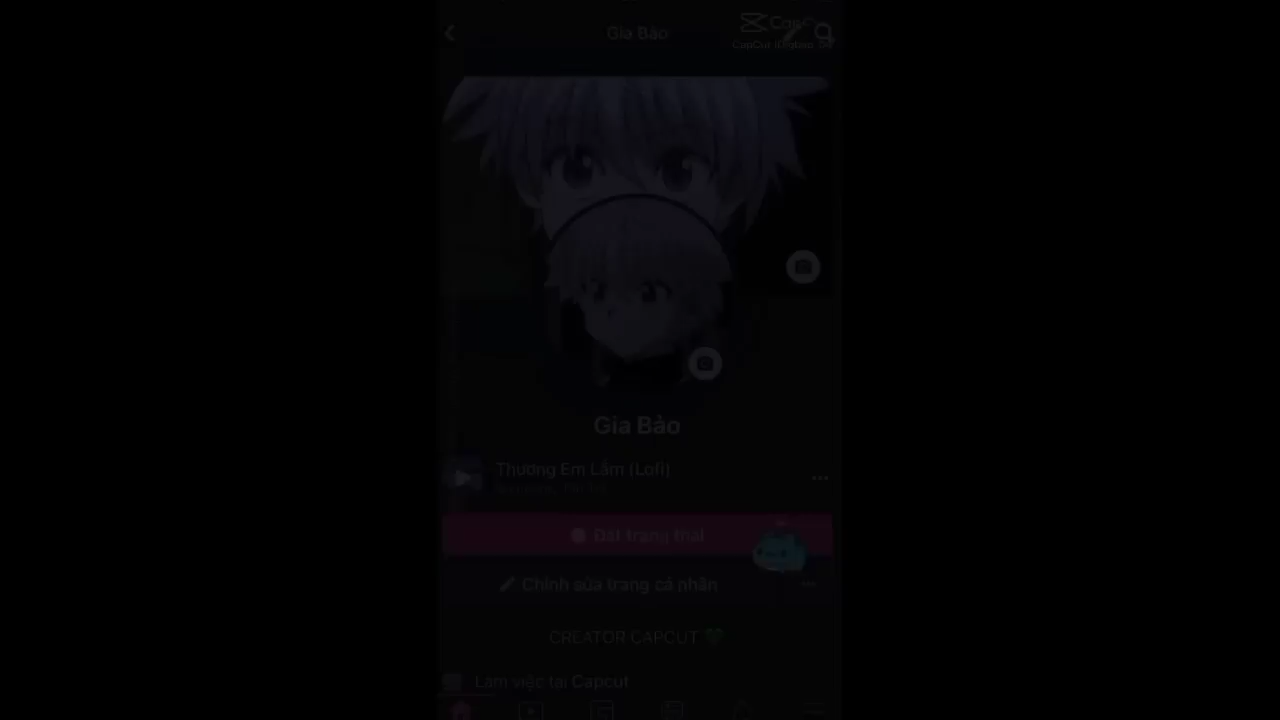 Gia Bảo
Gia Bảo
Thương Em Lắm (Lofi)
Đặt trạng thái
Chỉnh sửa trang cá nhân
CREATOR CAPCUT
Làm việc tại Capcut